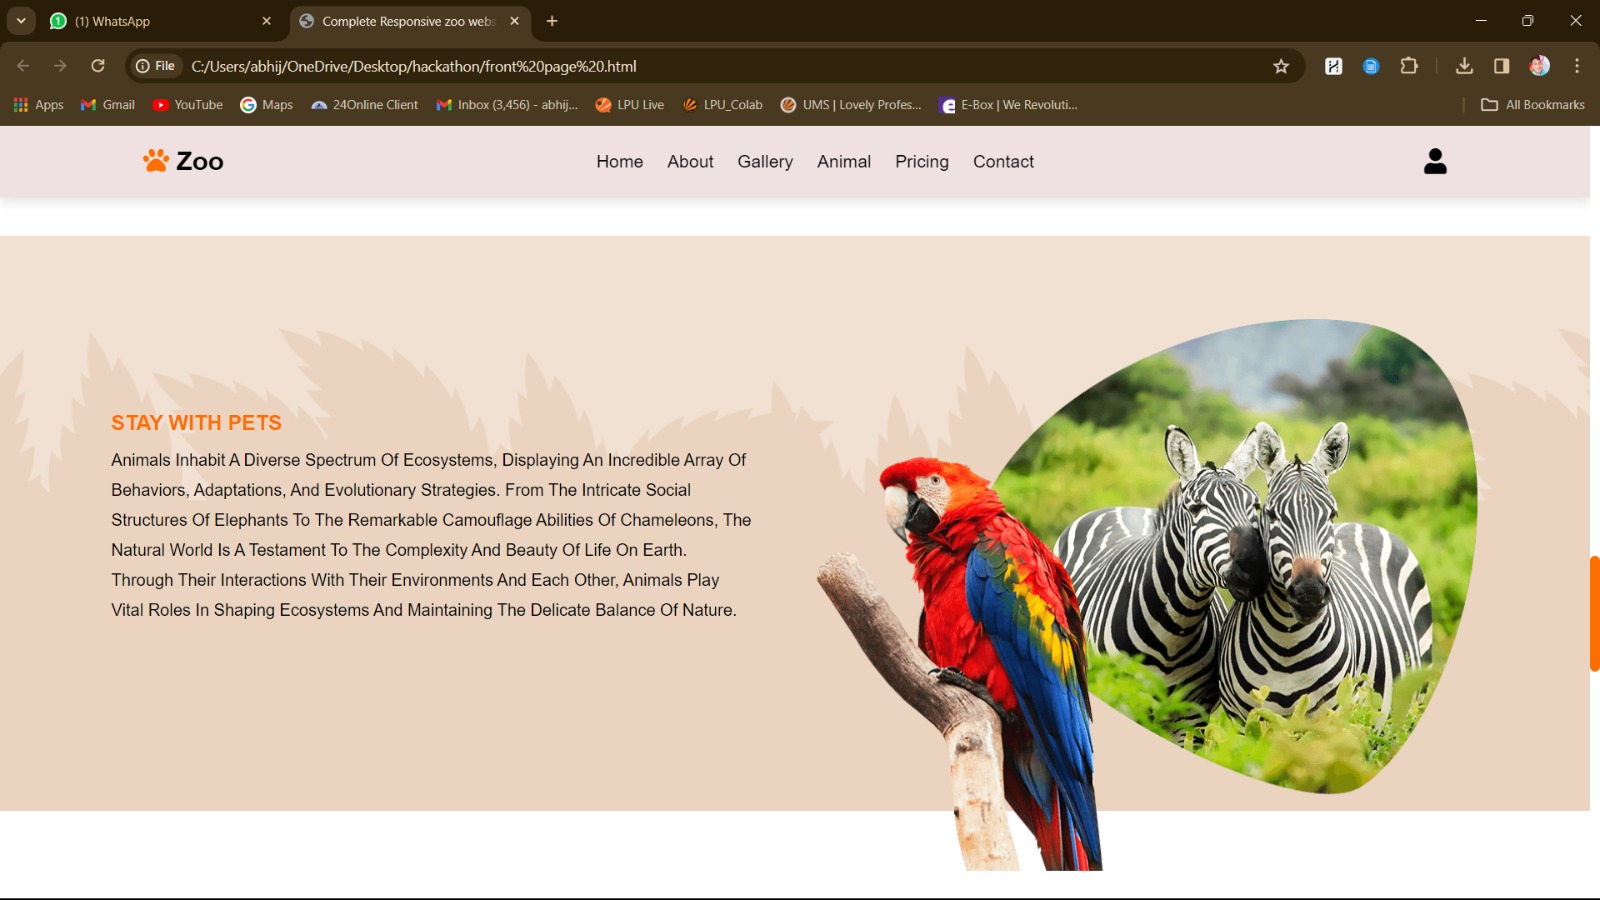 (1) WhatsApp
Complete Responsive zoo webs
File
C:/Users/abhij/OneDrive/Desktop/hackathon/front%20page%20.html
Apps
Gmail
YouTube
Maps
24Online Client
Inbox (3,456) - abhij...
LPU Live
LPU_Colab
UMS | Lovely Profes...
E-Box | We Revoluti...
All Bookmarks
Zoo
Home
About
Gallery
Animal
Pricing
Contact
STAY WITH PETS
Animals Inhabit A Diverse Spectrum Of Ecosystems, Displaying An Incredible Array Of
Behaviors, Adaptations, And Evolutionary Strategies. From The Intricate Social
Structures Of Elephants To The Remarkable Camouflage Abilities Of Chameleons, The
Natural World Is A Testament To The Complexity And Beauty Of Life On Earth.
Through Their Interactions With Their Environments And Each Other, Animals Play
Vital Roles In Shaping Ecosystems And Maintaining The Delicate Balance Of Nature.